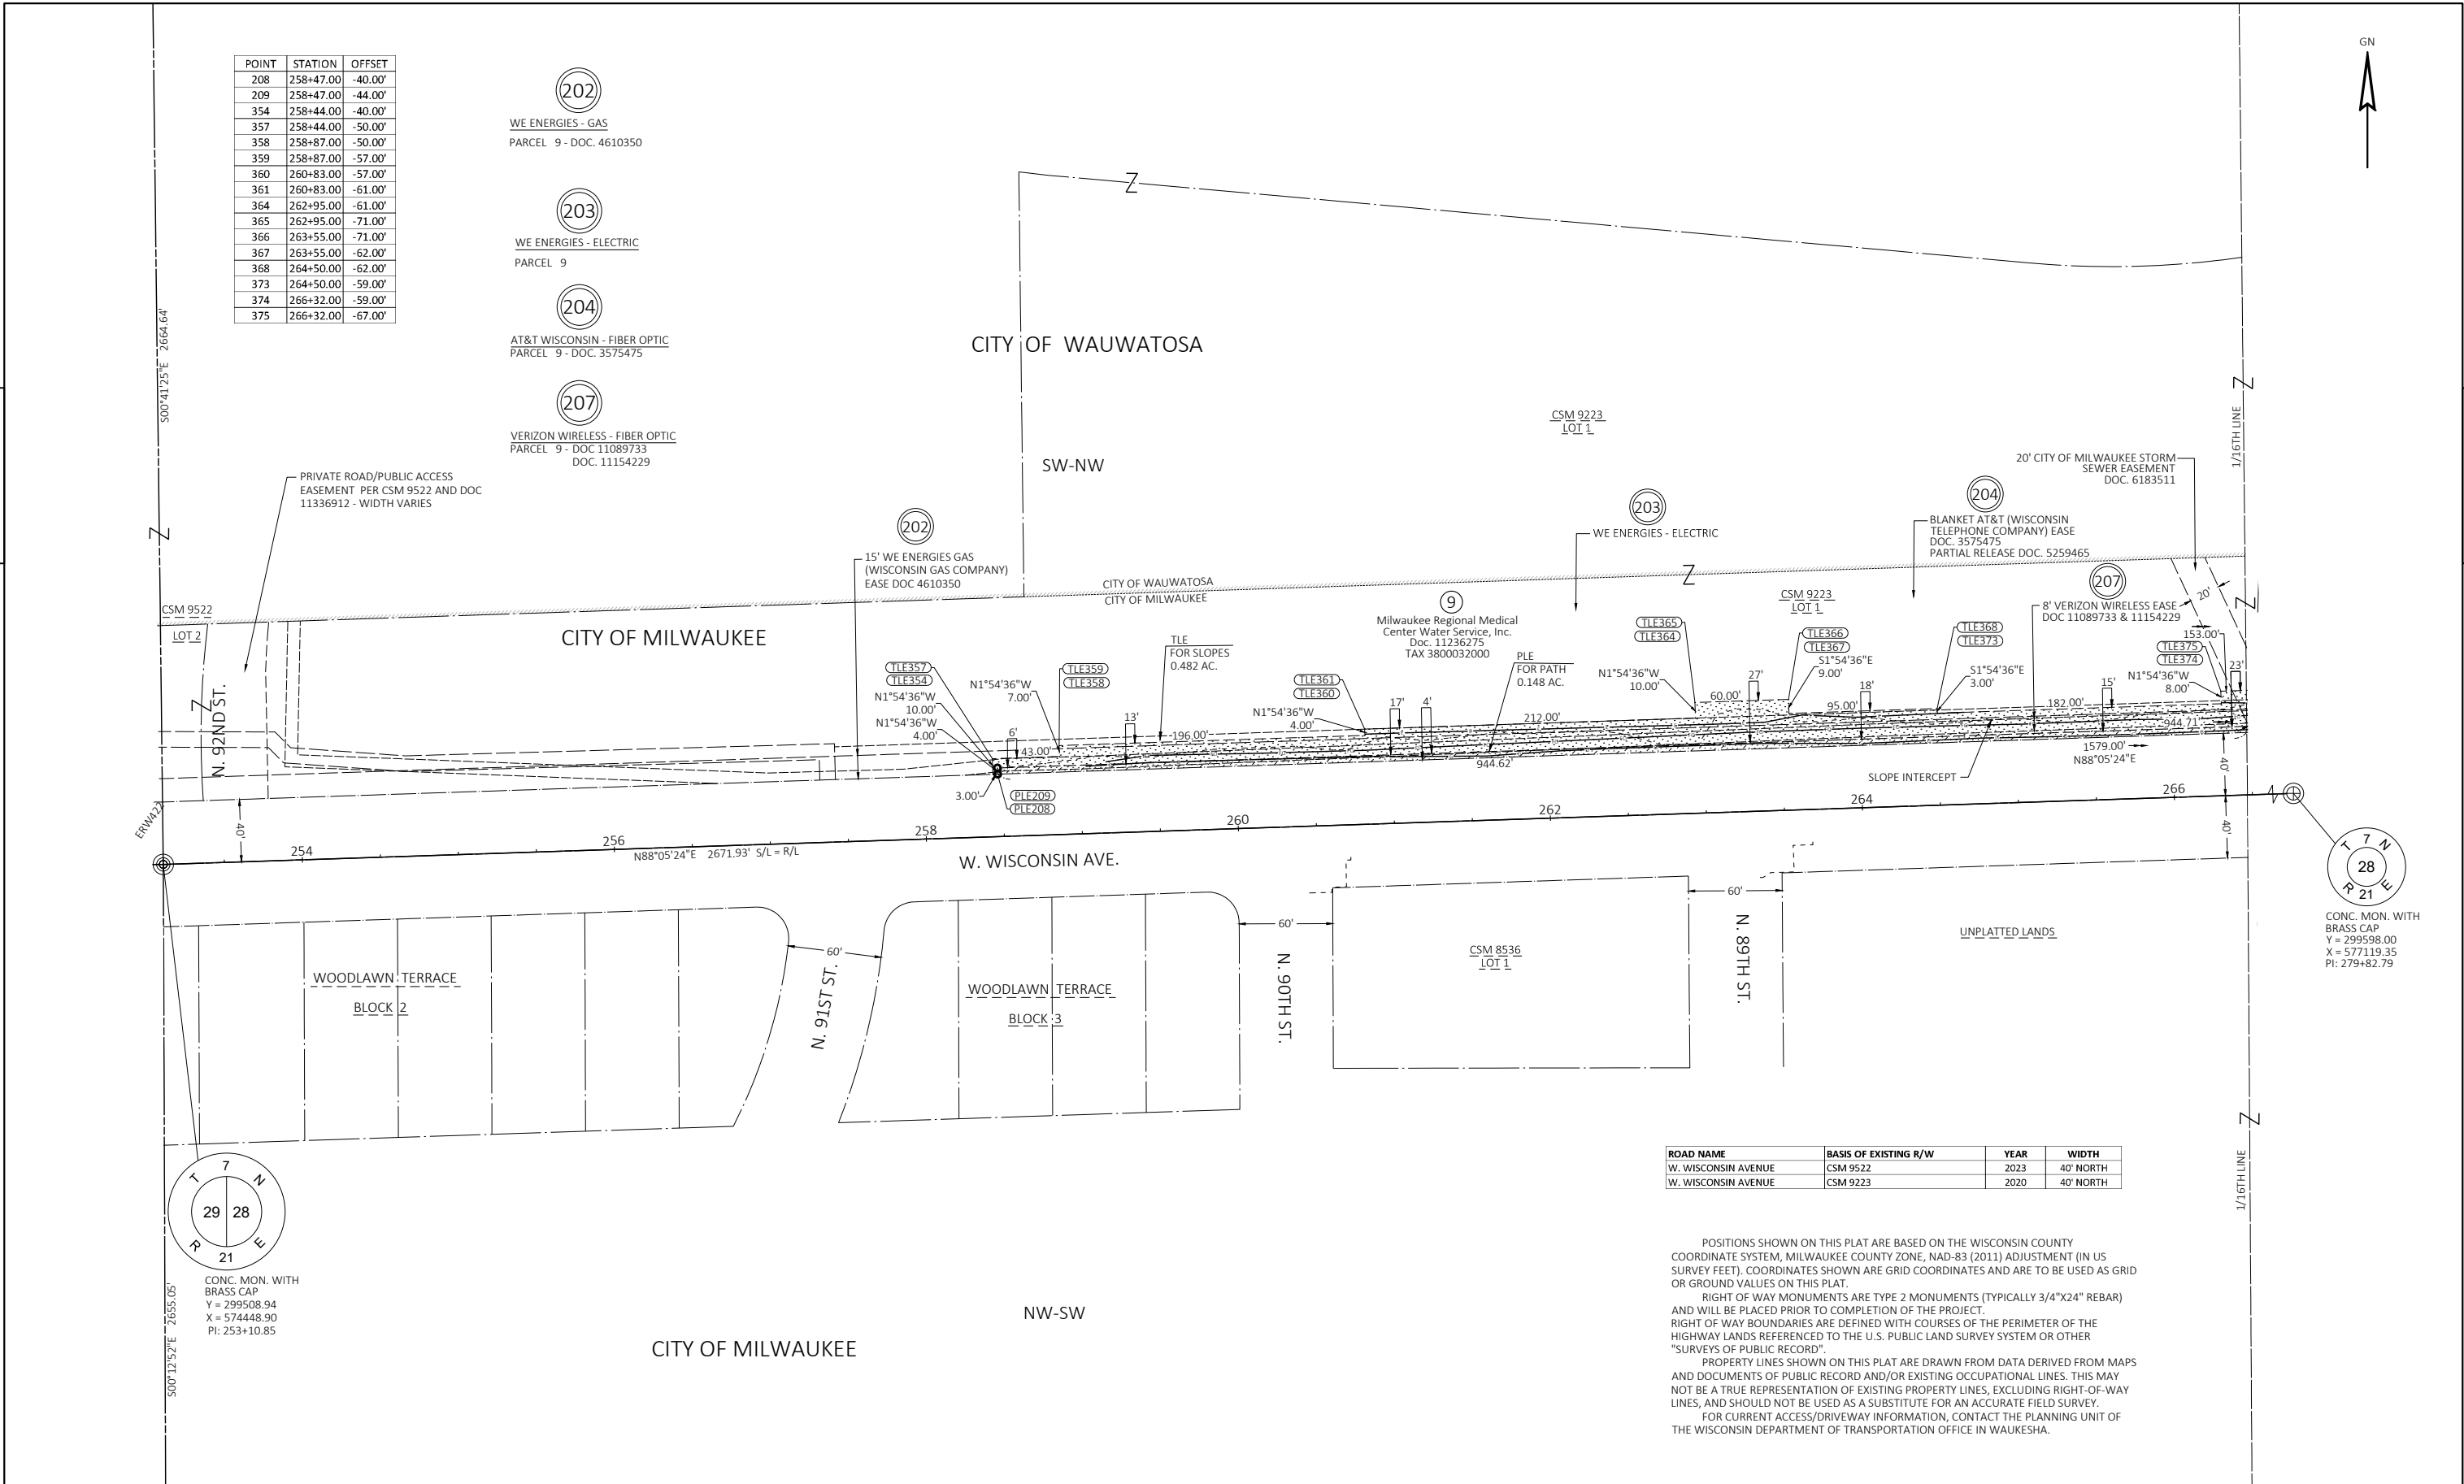 POINT STATION OFFSET
208 258+47.00 -40.00'
209 258+47.00 -44.00'
354 258+44.00 -40.00'
357 258+44.00 -50.00'
358 258+87.00 -50.00'
359 258+87.00 -57.00'
360 260+83.00 -57.00'
361 260+83.00 -61.00'
364 262+95.00 -61.00'
365 262+95.00 -71.00'
366 263+55.00 -71.00'
367 263+55.00 -62.00'
368 264+50.00 -62.00'
373 264+50.00 -59.00'
374 266+32.00 -59.00'
375 266+32.00 -67.00'
202
WE ENERGIES - GAS
PARCEL 9 - DOC. 4610350
203
WE ENERGIES - ELECTRIC
PARCEL 9
204
AT&T WISCONSIN - FIBER OPTIC
PARCEL 9 - DOC. 3575475
207
VERIZON WIRELESS - FIBER OPTIC
PARCEL 9 - DOC 11089733
DOC. 11154229
GN
S00°41'25"E 2664.64'
CITY OF WAUWATOSA
CSM 9223
LOT 1
SW-NW
1/16TH LINE
PRIVATE ROAD/PUBLIC ACCESS
EASEMENT PER CSM 9522 AND DOC
11336912 - WIDTH VARIES
202
15' WE ENERGIES GAS
(WISCONSIN GAS COMPANY)
EASE DOC 4610350
203
WE ENERGIES - ELECTRIC
204
BLANKET AT&T (WISCONSIN
TELEPHONE COMPANY) EASE
DOC. 3575475
PARTIAL RELEASE DOC. 5259465
20' CITY OF MILWAUKEE STORM
SEWER EASEMENT
DOC. 6183511
207
8' VERIZON WIRELESS EASE
DOC 11089733 & 11154229
20'
CITY OF WAUWATOSA
CITY OF MILWAUKEE
CSM 9522
LOT 2
CITY OF MILWAUKEE
9
Milwaukee Regional Medical
Center Water Service, Inc.
Doc. 11236275
TAX 3800032000
CSM 9223
LOT 1
TLE
FOR SLOPES
0.482 AC.
PLE
FOR PATH
0.148 AC.
TLE357
TLE354
N1°54'36"W
10.00'
N1°54'36"W
4.00'
TLE359
TLE358
N1°54'36"W
7.00'
TLE361
TLE360
N1°54'36"W
4.00'
TLE365
TLE364
N1°54'36"W
10.00'
TLE366
TLE367
S1°54'36"E
9.00'
TLE368
TLE373
S1°54'36"E
3.00'
153.00'
TLE375
TLE374
N1°54'36"W
8.00'
23'
6'
43.00'
13'
196.00'
17'
4'
212.00'
60.00'
27'
95.00'
18'
182.00'
15'
944.71'
944.62'
1579.00'
N88°05'24"E
SLOPE INTERCEPT
3.00'
PLE209
PLE208
N. 92ND ST.
ERW422
40'
40'
40'
254
256
258
260
262
264
266
N88°05'24"E 2671.93' S/L = R/L
W. WISCONSIN AVE.
T 7 N
28
R 21 E
CONC. MON. WITH
BRASS CAP
Y = 299598.00
X = 577119.35
PI: 279+82.79
WOODLAWN TERRACE
BLOCK 2
60'
N. 91ST ST.
WOODLAWN TERRACE
BLOCK 3
60'
N. 90TH ST.
CSM 8536
LOT 1
60'
N. 89TH ST.
UNPLATTED LANDS
T 7 N
29 28
R 21 E
CONC. MON. WITH
BRASS CAP
Y = 299508.94
X = 574448.90
PI: 253+10.85
S00°12'52"E 2655.05'
NW-SW
CITY OF MILWAUKEE
1/16TH LINE
ROAD NAME BASIS OF EXISTING R/W YEAR WIDTH
W. WISCONSIN AVENUE CSM 9522 2023 40' NORTH
W. WISCONSIN AVENUE CSM 9223 2020 40' NORTH
POSITIONS SHOWN ON THIS PLAT ARE BASED ON THE WISCONSIN COUNTY
COORDINATE SYSTEM, MILWAUKEE COUNTY ZONE, NAD-83 (2011) ADJUSTMENT (IN US
SURVEY FEET). COORDINATES SHOWN ARE GRID COORDINATES AND ARE TO BE USED AS GRID
OR GROUND VALUES ON THIS PLAT.
RIGHT OF WAY MONUMENTS ARE TYPE 2 MONUMENTS (TYPICALLY 3/4"X24" REBAR)
AND WILL BE PLACED PRIOR TO COMPLETION OF THE PROJECT.
RIGHT OF WAY BOUNDARIES ARE DEFINED WITH COURSES OF THE PERIMETER OF THE
HIGHWAY LANDS REFERENCED TO THE U.S. PUBLIC LAND SURVEY SYSTEM OR OTHER
"SURVEYS OF PUBLIC RECORD".
PROPERTY LINES SHOWN ON THIS PLAT ARE DRAWN FROM DATA DERIVED FROM MAPS
AND DOCUMENTS OF PUBLIC RECORD AND/OR EXISTING OCCUPATIONAL LINES. THIS MAY
NOT BE A TRUE REPRESENTATION OF EXISTING PROPERTY LINES, EXCLUDING RIGHT-OF-WAY
LINES, AND SHOULD NOT BE USED AS A SUBSTITUTE FOR AN ACCURATE FIELD SURVEY.
FOR CURRENT ACCESS/DRIVEWAY INFORMATION, CONTACT THE PLANNING UNIT OF
THE WISCONSIN DEPARTMENT OF TRANSPORTATION OFFICE IN WAUKESHA.